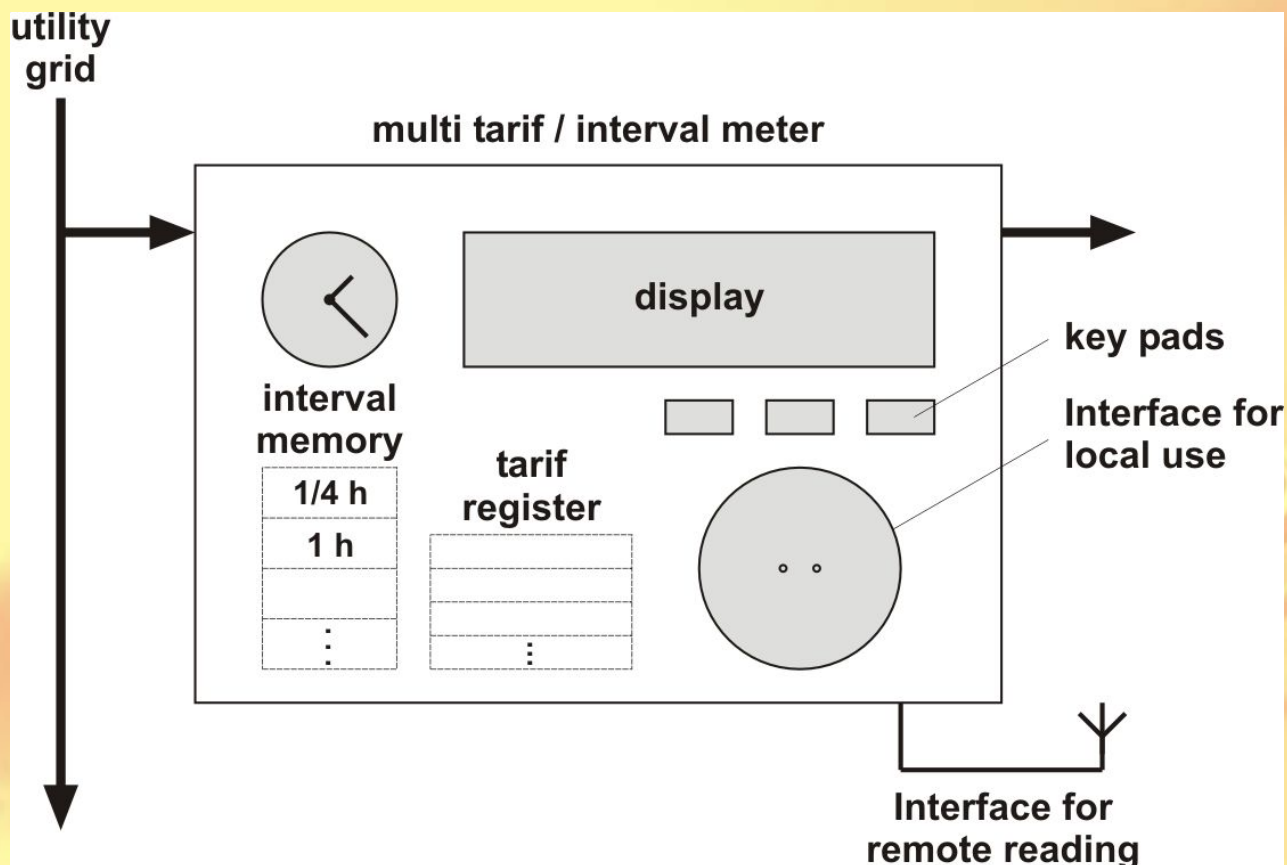 utility
grid
multi tarif / interval meter
display
key pads
Interface for
local use
interval
memory
1/4 h
1 h
tarif
register
Interface for
remote reading